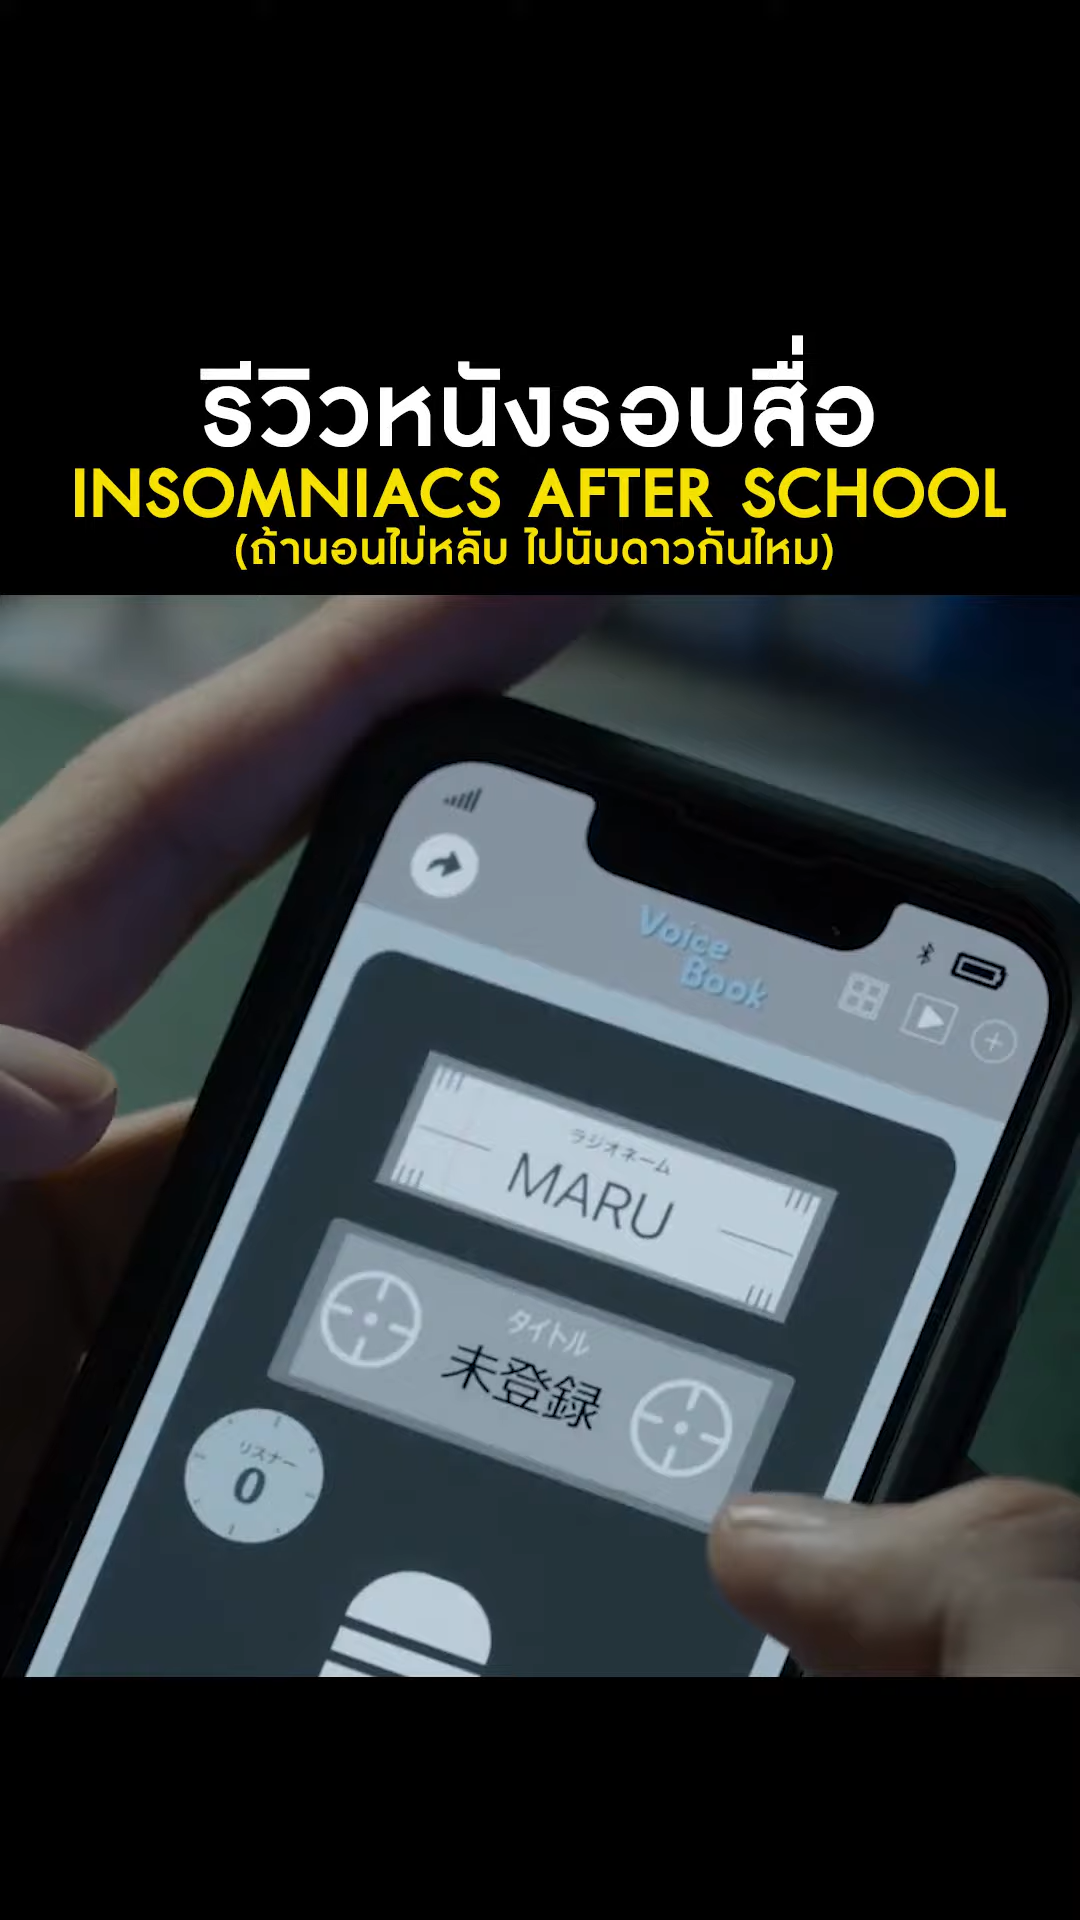 รีวิวหนังรอบสื่อ
INSOMNIACS AFTER SCHOOL
(ถ้านอนไม่หลับ ไปนับดาวกันไหม)
Voice
Book
ラジオネーム
MARU
タイトル
未登録
リスナー
0